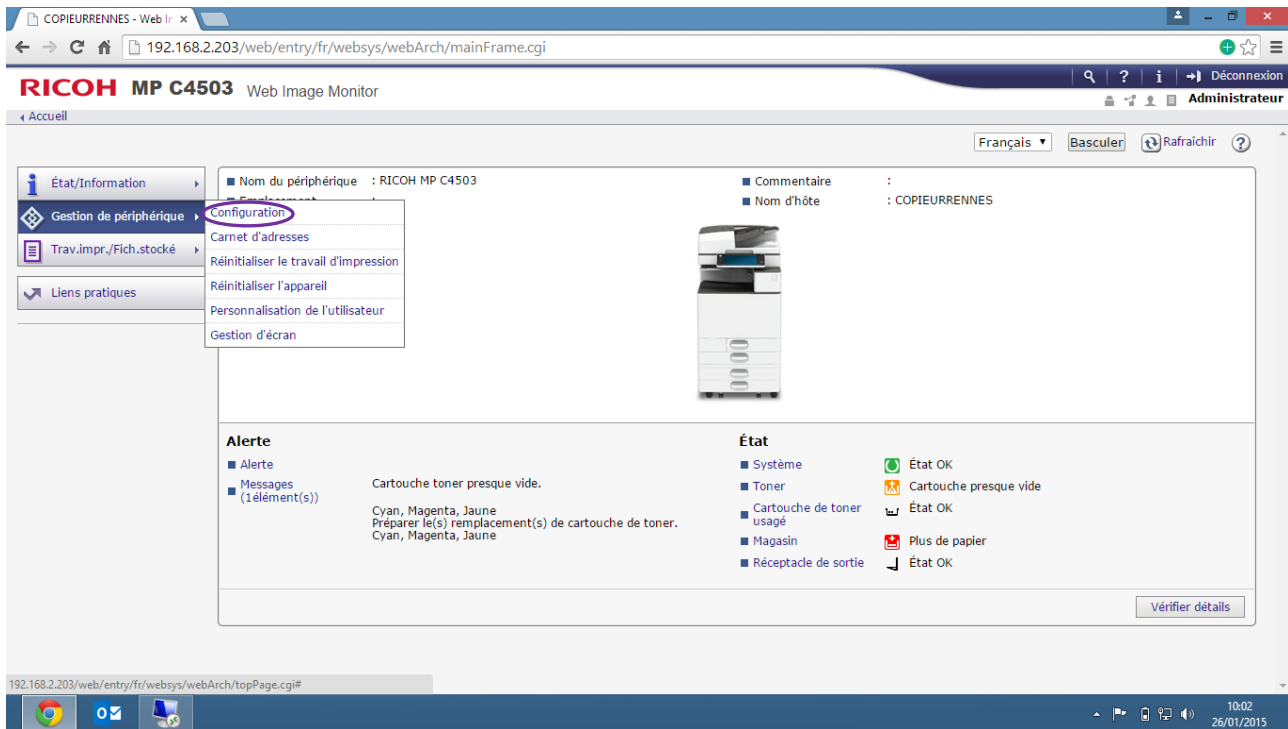 COPIEURRENNES - Web Ir
192.168.2.203/web/entry/fr/websys/webArch/mainFrame.cgi
RICOH MP C4503 Web Image Monitor
? i Déconnexion
Administrateur
Accueil
Français Basculer Rafraîchir ?
État/Information
Gestion de périphérique
Trav.impr./Fich.stocké
Liens pratiques
Configuration
Carnet d'adresses
Réinitialiser le travail d'impression
Réinitialiser l'appareil
Personnalisation de l'utilisateur
Gestion d'écran
Nom du périphérique : RICOH MP C4503
Emplacement :
Commentaire :
Nom d'hôte : COPIEURRENNES
Alerte
Alerte
Messages
(1élément(s))
Cartouche toner presque vide.
Cyan, Magenta, Jaune
Préparer le(s) remplacement(s) de cartouche de toner.
Cyan, Magenta, Jaune
État
Système État OK
Toner Cartouche presque vide
Cartouche de toner
usagé État OK
Magasin Plus de papier
Réceptacle de sortie État OK
Vérifier détails
192.168.2.203/web/entry/fr/websys/webArch/topPage.cgi#
10:02
26/01/2015